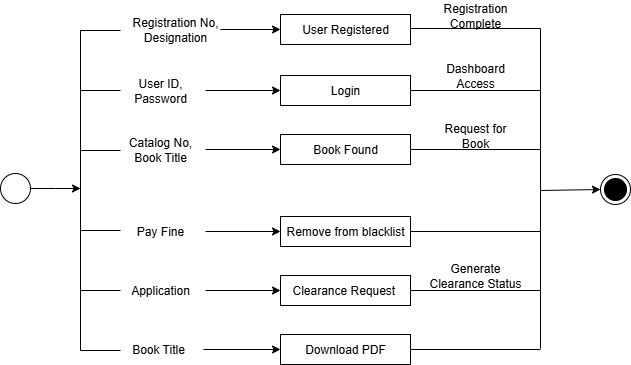 Registration No,
Designation
User Registered
Registration
Complete
User ID,
Password
Login
Dashboard
Access
Catalog No,
Book Title
Book Found
Request for
Book
Pay Fine
Remove from blacklist
Application
Clearance Request
Generate
Clearance Status
Book Title
Download PDF